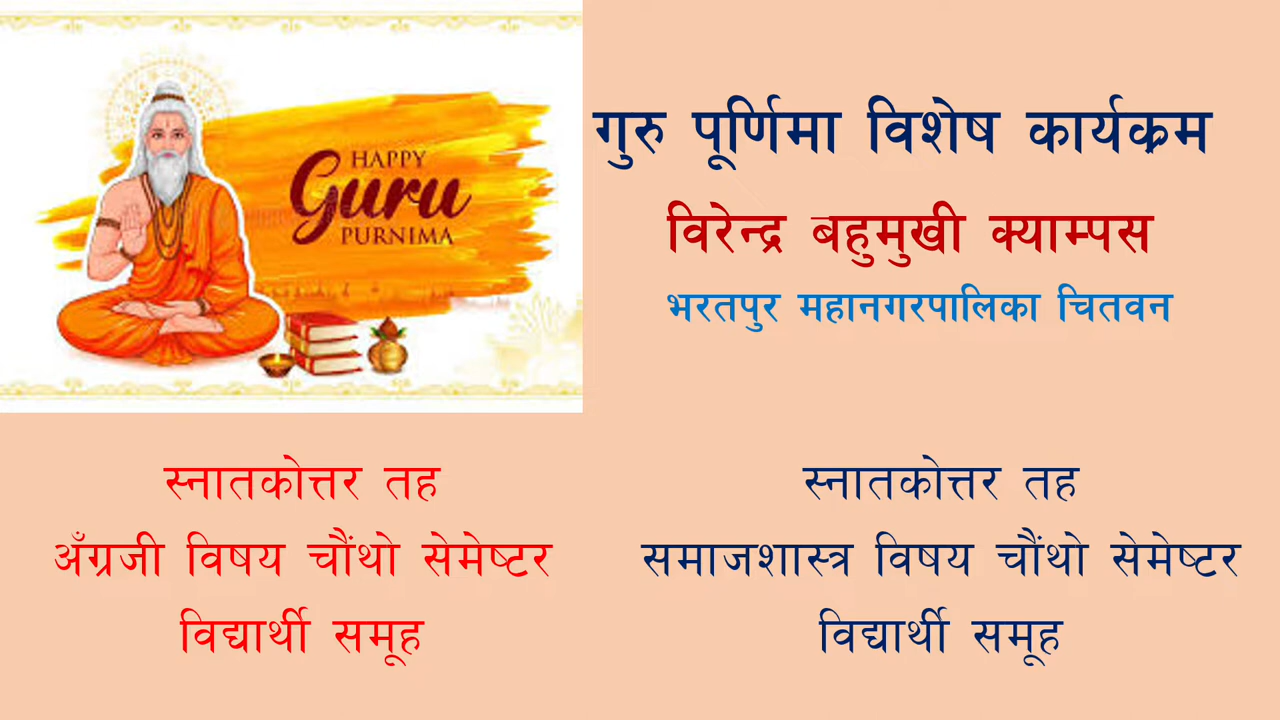 HAPPY
Guru
PURNIMA
गुरु पूर्णिमा विशेष कार्यक्रम
विरेन्द्र बहुमुखी क्याम्पस
भरतपुर महानगरपालिका चितवन
स्नातकोत्तर तह
अँग्रजी विषय चौंथो सेमेष्टर
विद्यार्थी समूह
स्नातकोत्तर तह
समाजशास्त्र विषय चौंथो सेमेष्टर
विद्यार्थी समूह